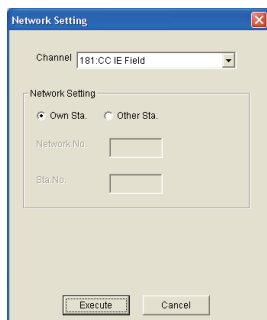 Network Setting
Channel 181:CC IE Field
Network Setting
Own Sta. Other Sta.
Network No.
Sta.No.
Execute Cancel